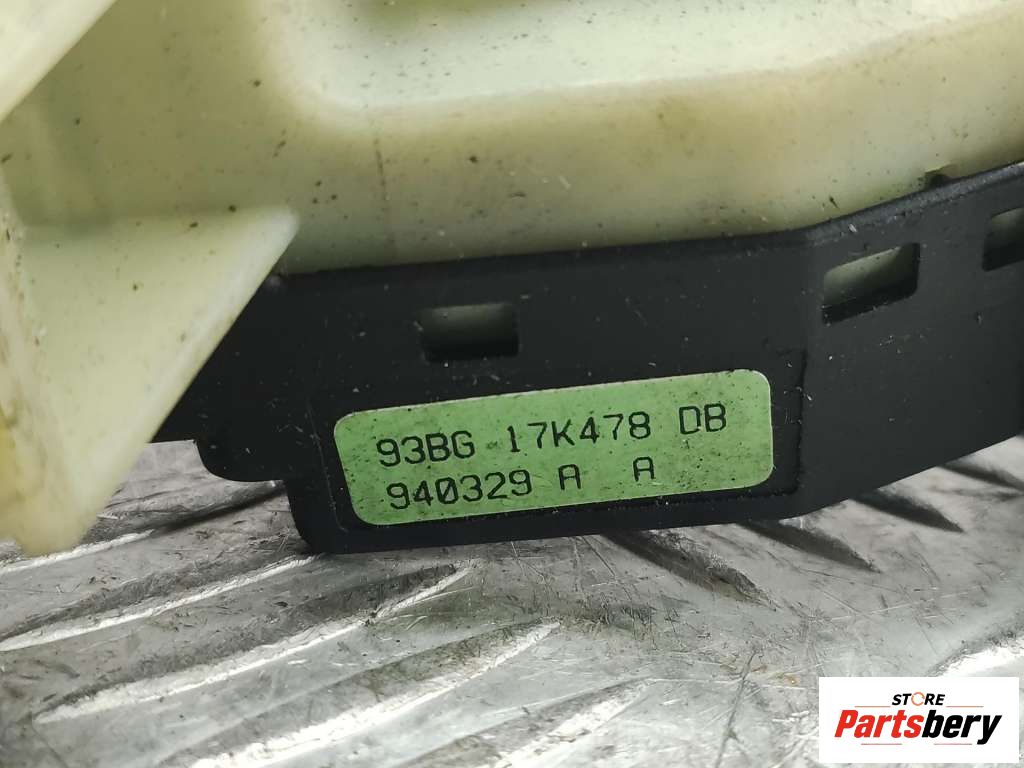 93BG 17K478 DB
940329 A A
STORE
Partsbery